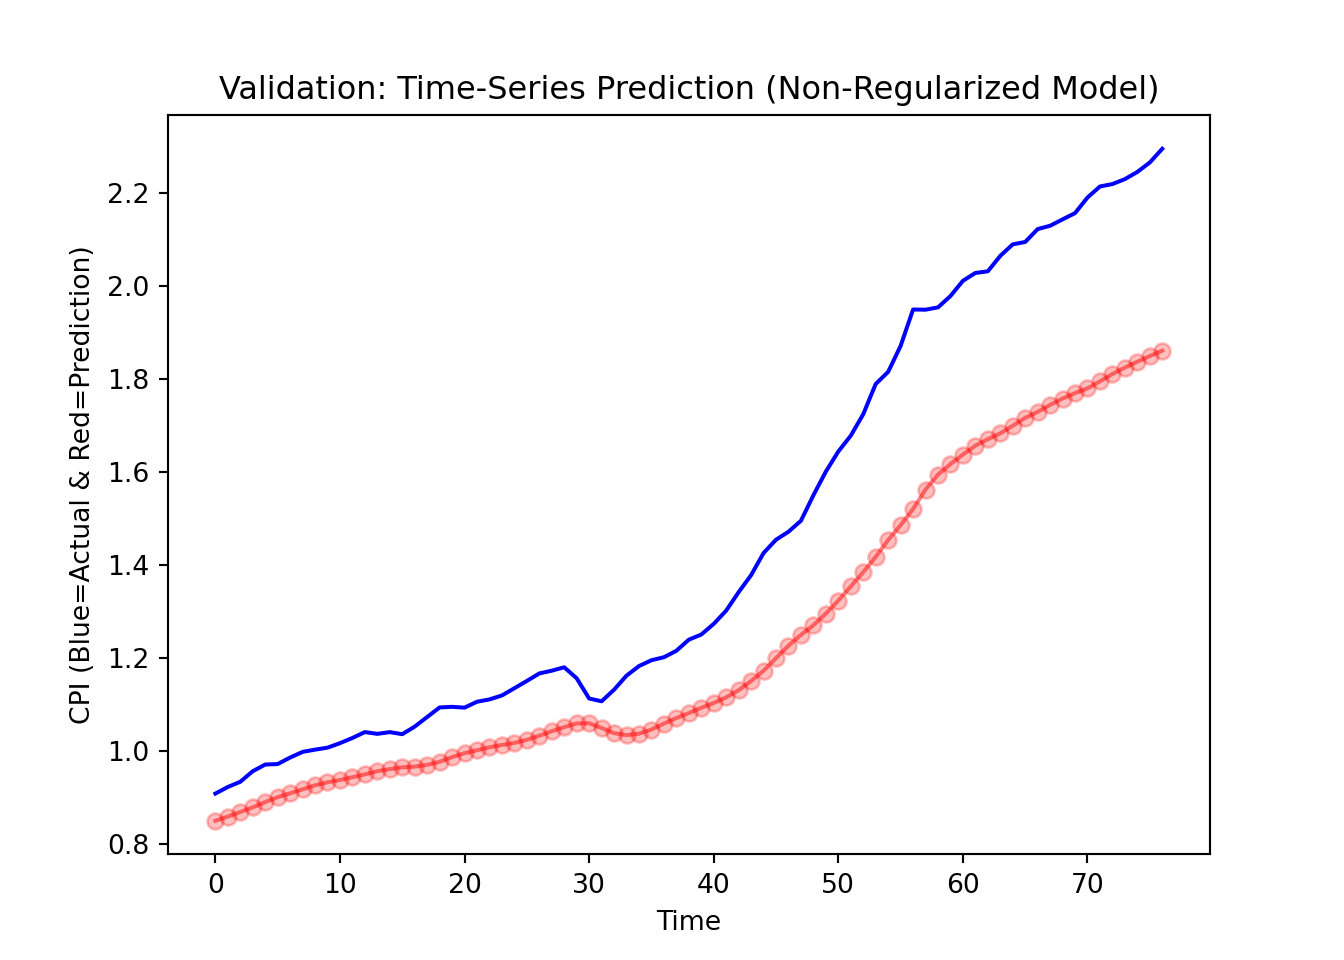 Validation: Time-Series Prediction (Non-Regularized Model)
CPI (Blue=Actual & Red=Prediction)
2.2
2.0
1.8
1.6
1.4
1.2
1.0
0.8
0 10 20 30 40 50 60 70
Time